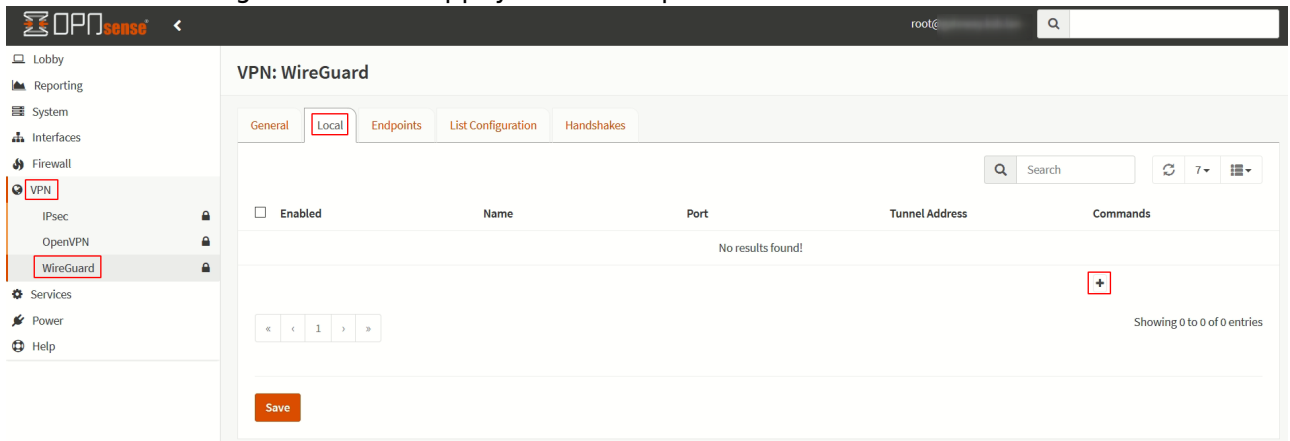 OPNsense
root@
Lobby
Reporting
System
Interfaces
Firewall
VPN
IPsec
OpenVPN
WireGuard
Services
Power
Help
VPN: WireGuard
General Local Endpoints List Configuration Handshakes
Search 7
Enabled Name Port Tunnel Address Commands
No results found!
+
« ‹ 1 › » Showing 0 to 0 of 0 entries
Save